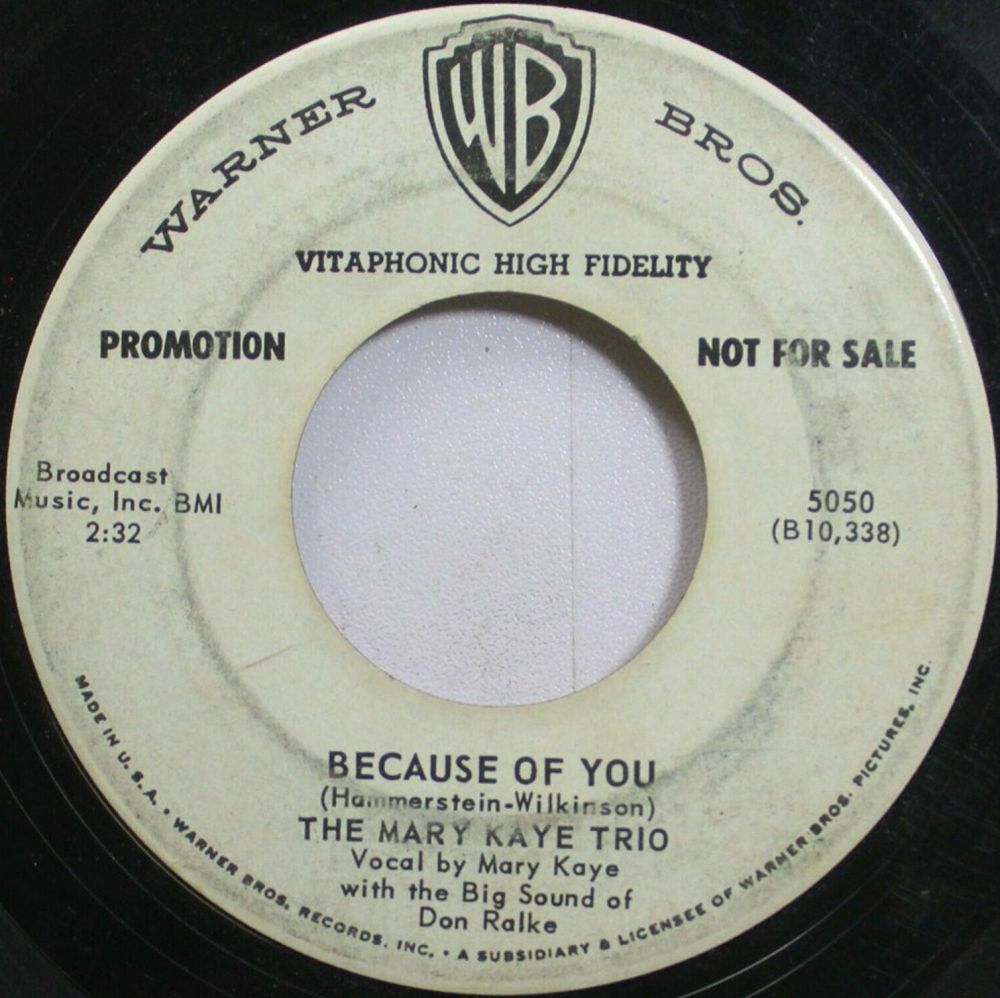 WARNER WB BROS.
VITAPHONIC HIGH FIDELITY
PROMOTION
NOT FOR SALE
Broadcast
Music, Inc. BMI
2:32
5050
(B10,338)
BECAUSE OF YOU
(Hammerstein-Wilkinson)
THE MARY KAYE TRIO
Vocal by Mary Kaye
with the Big Sound of
Don Ralke
MADE IN U.S.A. • WARNER BROS. RECORDS, INC. • A SUBSIDIARY & LICENSEE OF WARNER BROS. PICTURES, INC.